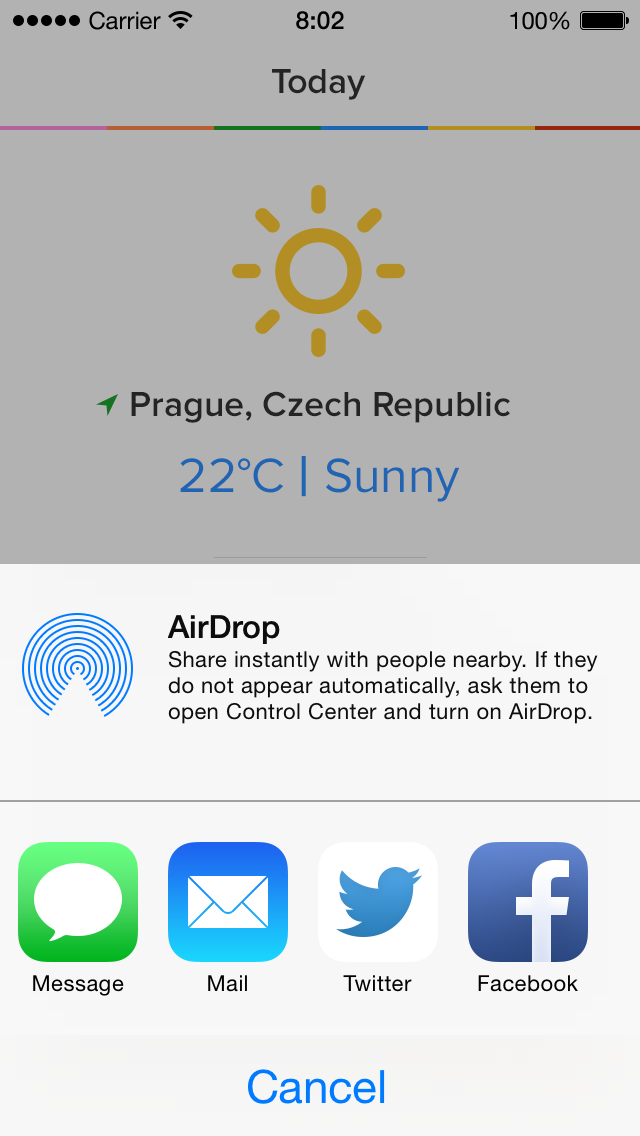 Carrier 8:02 100%
Today
Prague, Czech Republic
22°C | Sunny
AirDrop
Share instantly with people nearby. If they
do not appear automatically, ask them to
open Control Center and turn on AirDrop.
Message Mail Twitter Facebook
Cancel